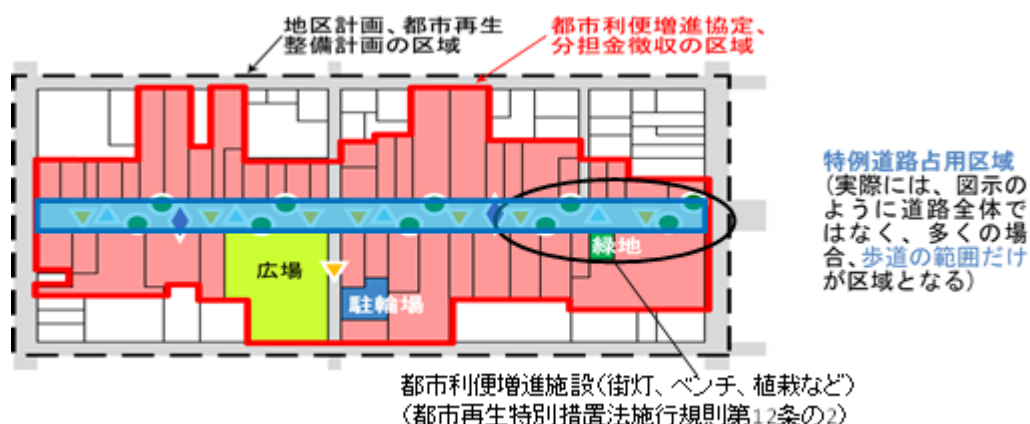 地区計画、都市再生
整備計画の区域
都市利便増進協定、
分担金徴収の区域
特例道路占用区域
(実際には、図示の
ように道路全体で
はなく、多くの場
合、歩道の範囲だけ
が区域となる)
広場
緑地
駐輪場
都市利便増進施設(街灯、ベンチ、植栽など)
(都市再生特別措置法施行規則第12条の2)